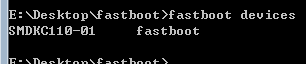 E:\Desktop\fastboot>fastboot devices
SMDKC110-01     fastboot
E:\Desktop\fastboot>